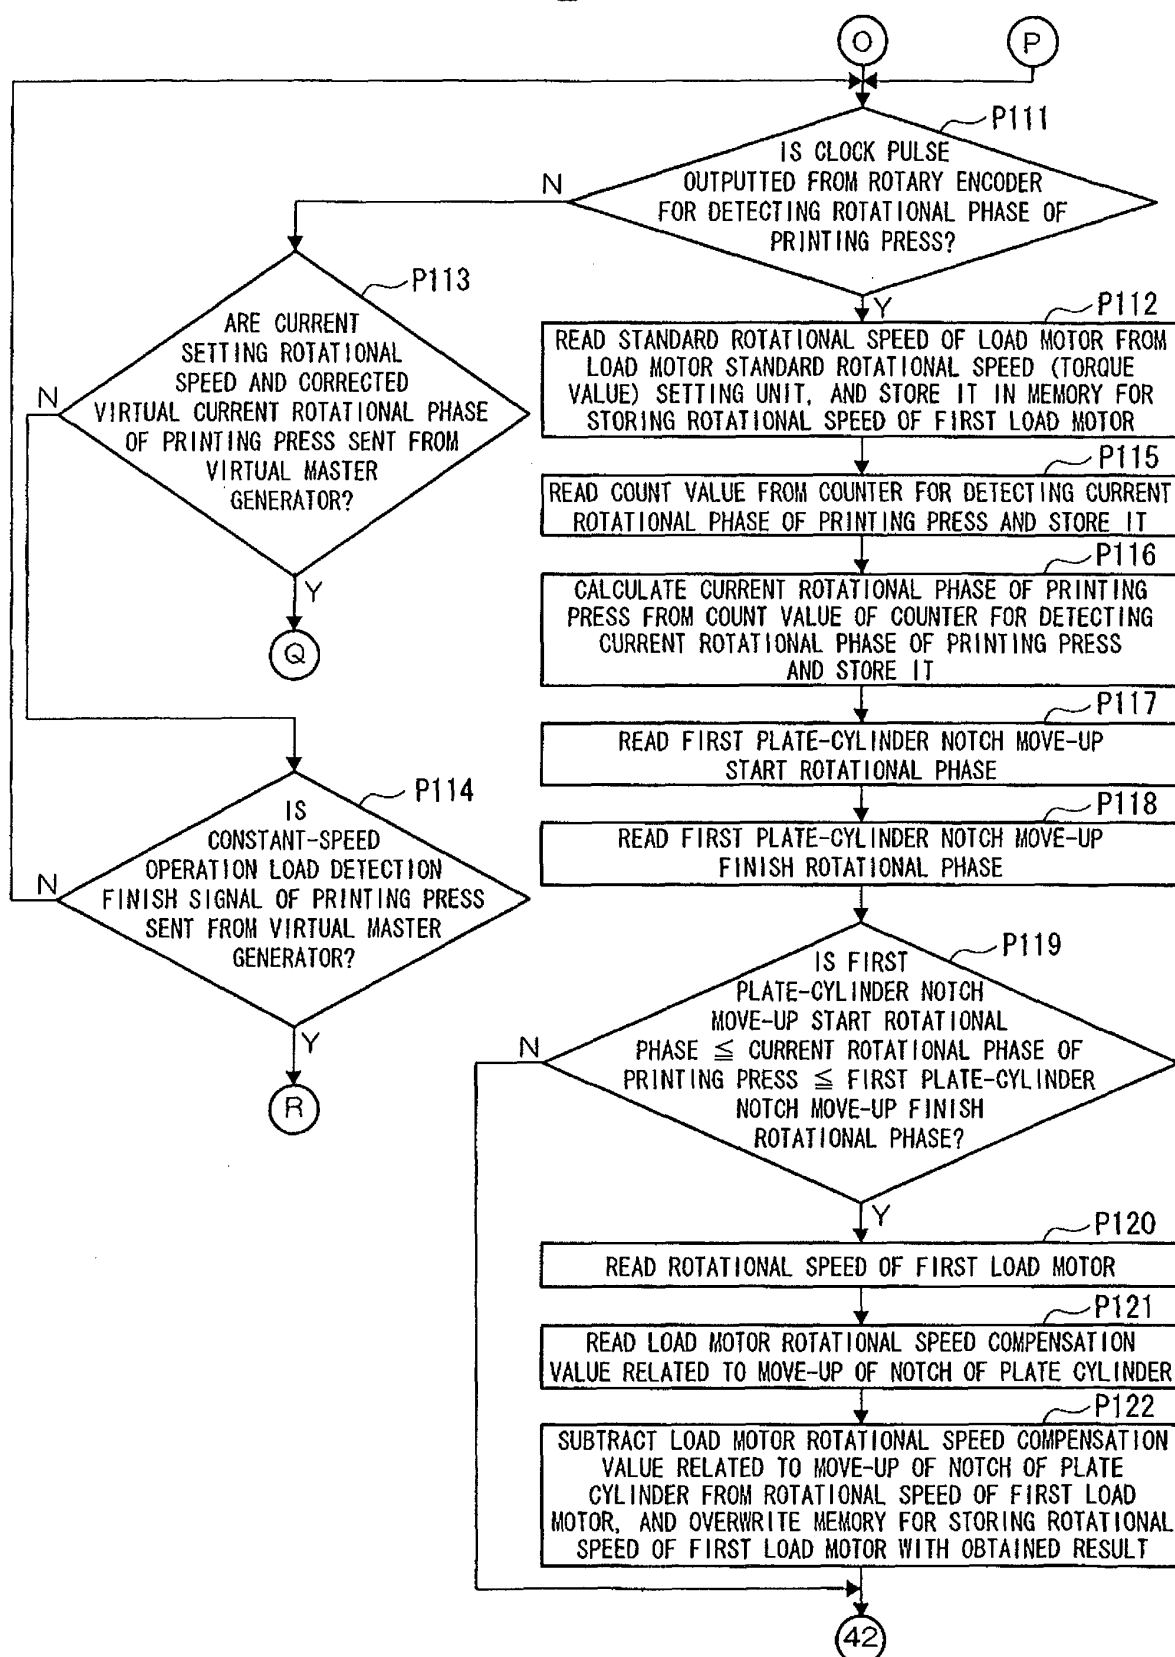 O
P
P111
IS CLOCK PULSE
OUTPUTTED FROM ROTARY ENCODER
FOR DETECTING ROTATIONAL PHASE OF
PRINTING PRESS?
N
Y
P113
ARE CURRENT
SETTING ROTATIONAL
SPEED AND CORRECTED
VIRTUAL CURRENT ROTATIONAL PHASE
OF PRINTING PRESS SENT FROM
VIRTUAL MASTER
GENERATOR?
N
Y
Q
P114
IS
CONSTANT-SPEED
OPERATION LOAD DETECTION
FINISH SIGNAL OF PRINTING PRESS
SENT FROM VIRTUAL MASTER
GENERATOR?
N
Y
R
P112
READ STANDARD ROTATIONAL SPEED OF LOAD MOTOR FROM
LOAD MOTOR STANDARD ROTATIONAL SPEED (TORQUE
VALUE) SETTING UNIT, AND STORE IT IN MEMORY FOR
STORING ROTATIONAL SPEED OF FIRST LOAD MOTOR
P115
READ COUNT VALUE FROM COUNTER FOR DETECTING CURRENT
ROTATIONAL PHASE OF PRINTING PRESS AND STORE IT
P116
CALCULATE CURRENT ROTATIONAL PHASE OF PRINTING
PRESS FROM COUNT VALUE OF COUNTER FOR DETECTING
CURRENT ROTATIONAL PHASE OF PRINTING PRESS
AND STORE IT
P117
READ FIRST PLATE-CYLINDER NOTCH MOVE-UP
START ROTATIONAL PHASE
P118
READ FIRST PLATE-CYLINDER NOTCH MOVE-UP
FINISH ROTATIONAL PHASE
P119
IS FIRST
PLATE-CYLINDER NOTCH
MOVE-UP START ROTATIONAL
PHASE ≦ CURRENT ROTATIONAL PHASE OF
PRINTING PRESS ≦ FIRST PLATE-CYLINDER
NOTCH MOVE-UP FINISH
ROTATIONAL PHASE?
N
Y
P120
READ ROTATIONAL SPEED OF FIRST LOAD MOTOR
P121
READ LOAD MOTOR ROTATIONAL SPEED COMPENSATION
VALUE RELATED TO MOVE-UP OF NOTCH OF PLATE CYLINDER
P122
SUBTRACT LOAD MOTOR ROTATIONAL SPEED COMPENSATION
VALUE RELATED TO MOVE-UP OF NOTCH OF PLATE
CYLINDER FROM ROTATIONAL SPEED OF FIRST LOAD
MOTOR, AND OVERWRITE MEMORY FOR STORING ROTATIONAL
SPEED OF FIRST LOAD MOTOR WITH OBTAINED RESULT
42